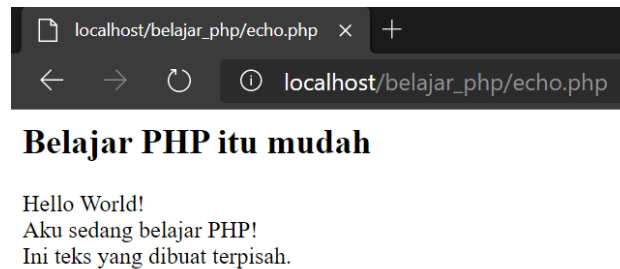 localhost/belajar_php/echo.php
localhost/belajar_php/echo.php
Belajar PHP itu mudah
Hello World!
Aku sedang belajar PHP!
Ini teks yang dibuat terpisah.